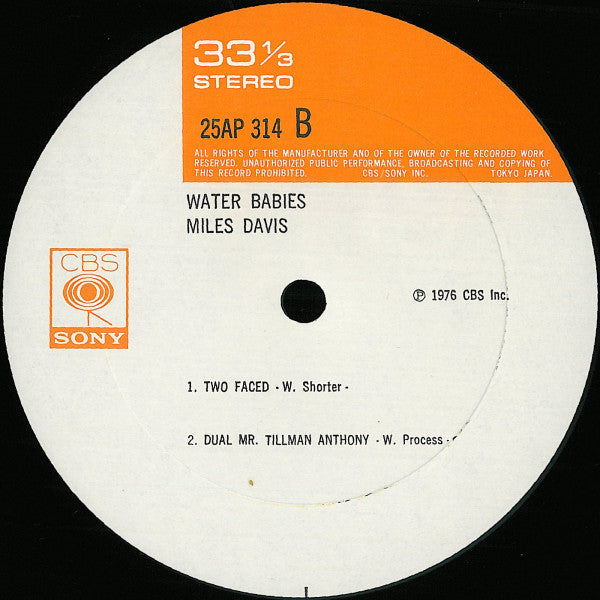 33 1/3
STEREO
25AP 314 B
ALL RIGHTS OF THE MANUFACTURER AND OF THE OWNER OF THE RECORDED WORK
RESERVED. UNAUTHORIZED PUBLIC PERFORMANCE, BROADCASTING AND COPYING OF
THIS RECORD PROHIBITED. CBS/SONY INC. TOKYO JAPAN.
WATER BABIES
MILES DAVIS
CBS
SONY
℗ 1976 CBS Inc.
1. TWO FACED - W. Shorter -
2. DUAL MR. TILLMAN ANTHONY - W. Process -